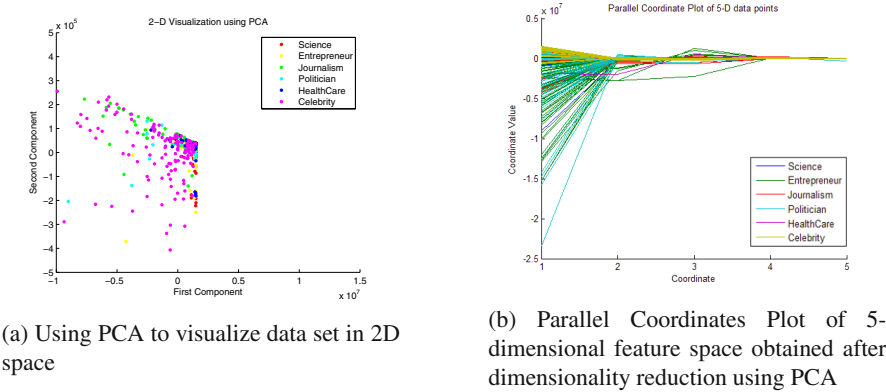 2-D Visualization using PCA
x 10^5
5
4
3
2
1
0
−1
−2
−3
−4
−5
Second Component
Science
Entrepreneur
Journalism
Politician
HealthCare
Celebrity
−1
−0.5
0
0.5
1
1.5
x 10^7
First Component
(a) Using PCA to visualize data set in 2D
space
Parallel Coordinate Plot of 5-D data points
x 10^7
0.5
0
-0.5
-1
-1.5
-2
-2.5
Coordinate Value
Science
Entrepreneur
Journalism
Politician
HealthCare
Celebrity
1
2
3
4
5
Coordinate
(b) Parallel Coordinates Plot of 5-
dimensional feature space obtained after
dimensionality reduction using PCA